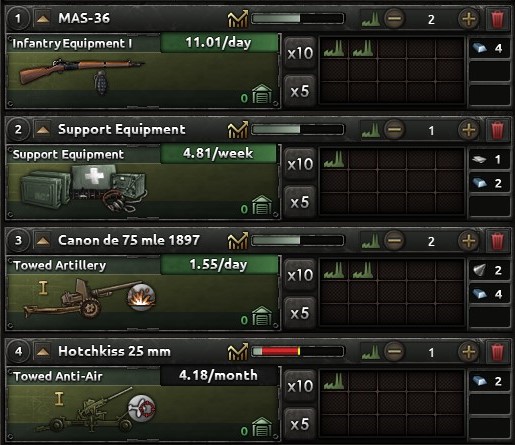 1 MAS-36 2
Infantry Equipment I 11.01/day x10 4
0 x5
2 Support Equipment 1
Support Equipment 4.81/week x10 1
2
0 x5
3 Canon de 75 mle 1897 2
Towed Artillery 1.55/day x10 2
I 4
0 x5
4 Hotchkiss 25 mm 1
Towed Anti-Air 4.18/month x10 2
I
0 x5